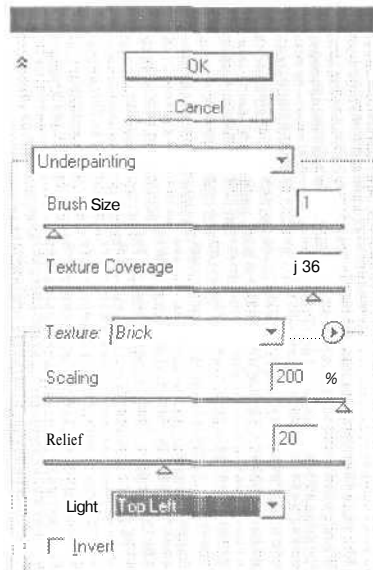 OK
Cancel
Underpainting
Brush Size 1
Texture Coverage j 36
Texture: Brick
Scaling 200 %
Relief 20
Light Top Left
Invert